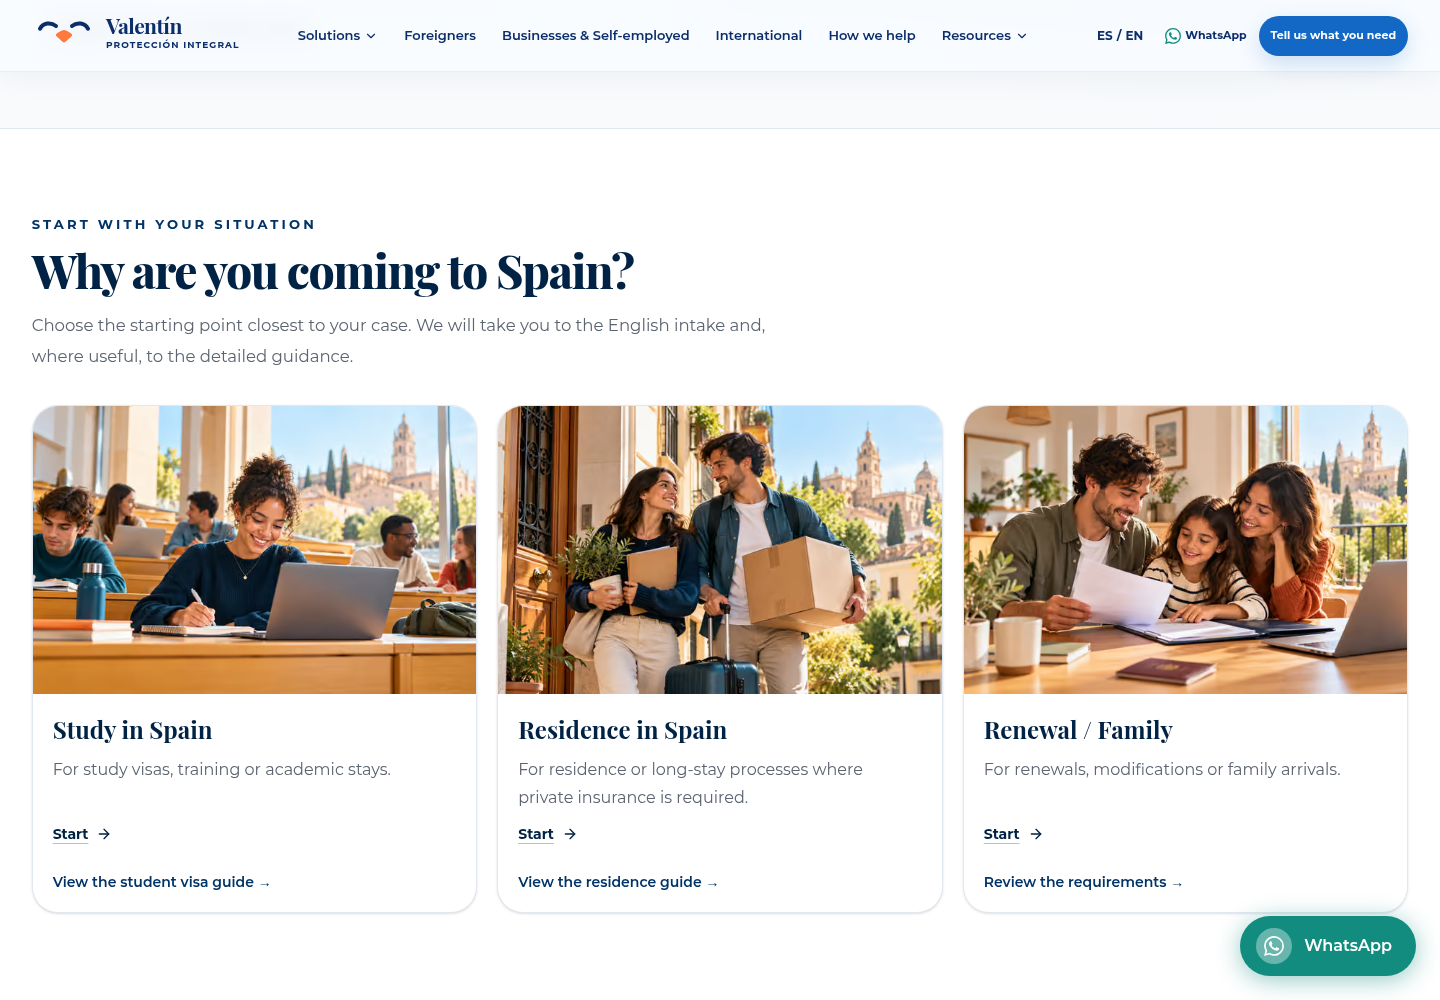 Valentín
PROTECCIÓN INTEGRAL
Solutions
Foreigners
Businesses & Self-employed
International
How we help
Resources
ES / EN
WhatsApp
Tell us what you need
START WITH YOUR SITUATION
Why are you coming to Spain?
Choose the starting point closest to your case. We will take you to the English intake and,
where useful, to the detailed guidance.
Study in Spain
For study visas, training or academic stays.
Start →
View the student visa guide →
Residence in Spain
For residence or long-stay processes where
private insurance is required.
Start →
View the residence guide →
Renewal / Family
For renewals, modifications or family arrivals.
Start →
Review the requirements →
WhatsApp